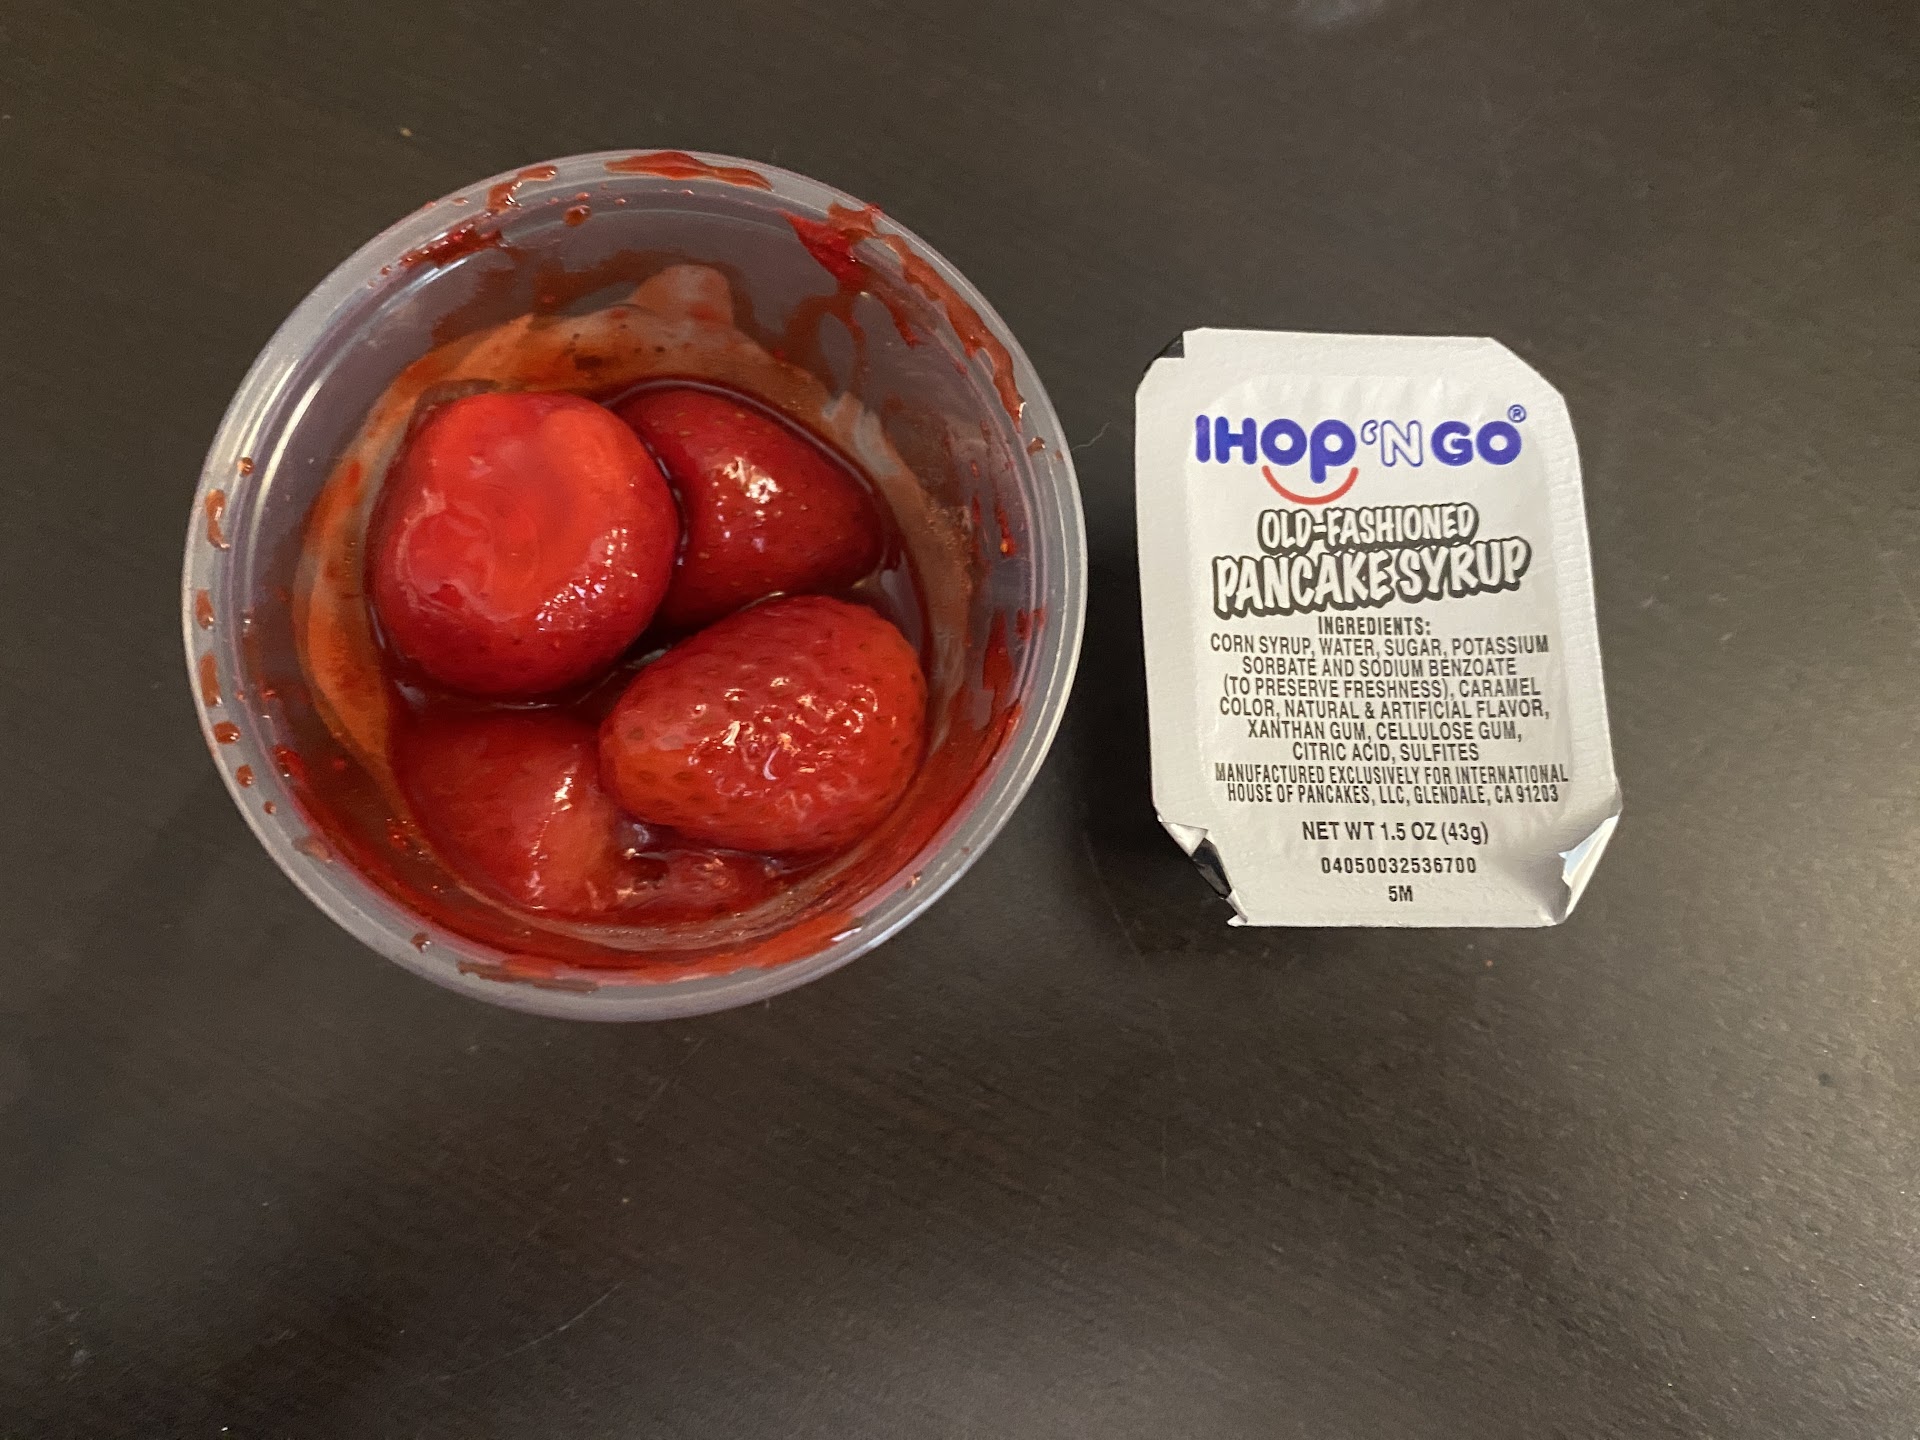 IHOP 'N GO®
OLD-FASHIONED
PANCAKE SYRUP
INGREDIENTS:
CORN SYRUP, WATER, SUGAR, POTASSIUM
SORBATE AND SODIUM BENZOATE
(TO PRESERVE FRESHNESS), CARAMEL
COLOR, NATURAL & ARTIFICIAL FLAVOR,
XANTHAN GUM, CELLULOSE GUM,
CITRIC ACID, SULFITES
MANUFACTURED EXCLUSIVELY FOR INTERNATIONAL
HOUSE OF PANCAKES, LLC, GLENDALE, CA 91203
NET WT 1.5 OZ (43g)
04050032536700
5M